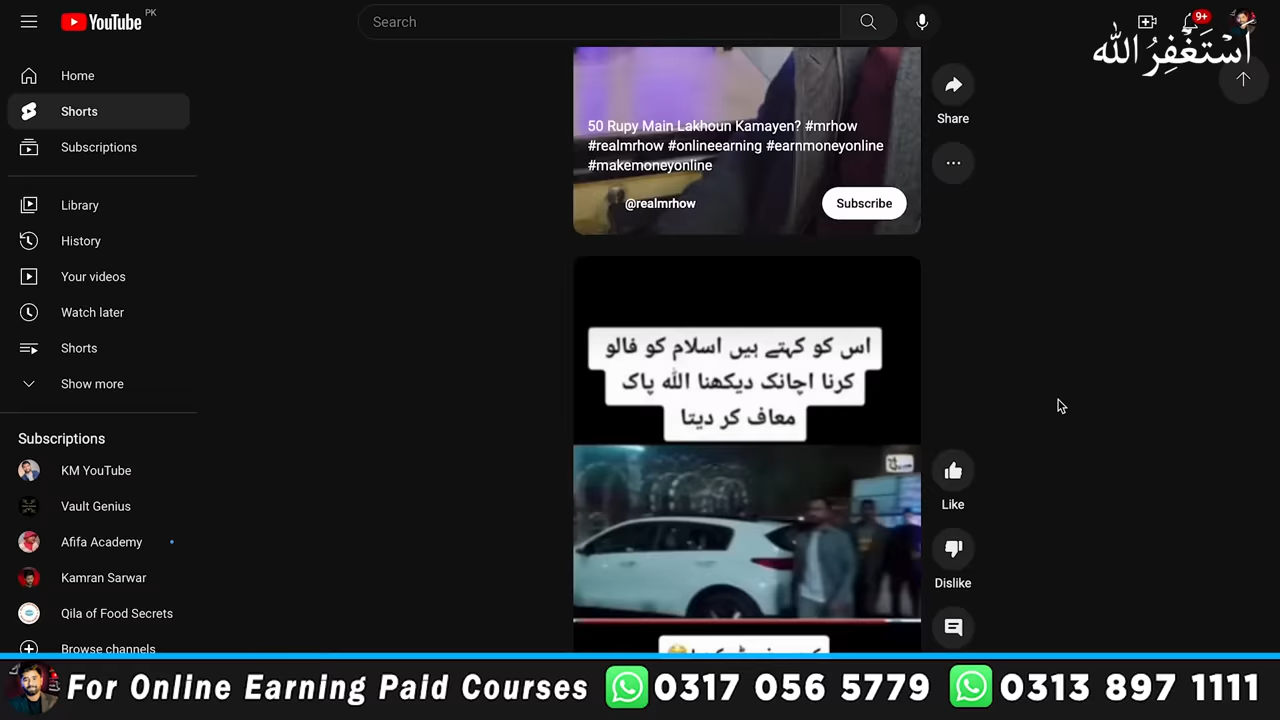 YouTube PK
Search
9+
اَسْتَغْفِرُ اللّٰه
Home
Shorts
Subscriptions
Library
History
Your videos
Watch later
Shorts
Show more
Subscriptions
KM YouTube
Vault Genius
Afifa Academy
Kamran Sarwar
Qila of Food Secrets
Browse channels
50 Rupy Main Lakhoun Kamayen? #mrhow
#realmrhow #onlineearning #earnmoneyonline
#makemoneyonline
@realmrhow
Subscribe
Share
اس کو کہتے ہیں اسلام کو فالو
کرنا اچانک دیکھنا اللہ پاک
معاف کر دیتا
Like
Dislike
For Online Earning Paid Courses 0317 056 5779 0313 897 1111